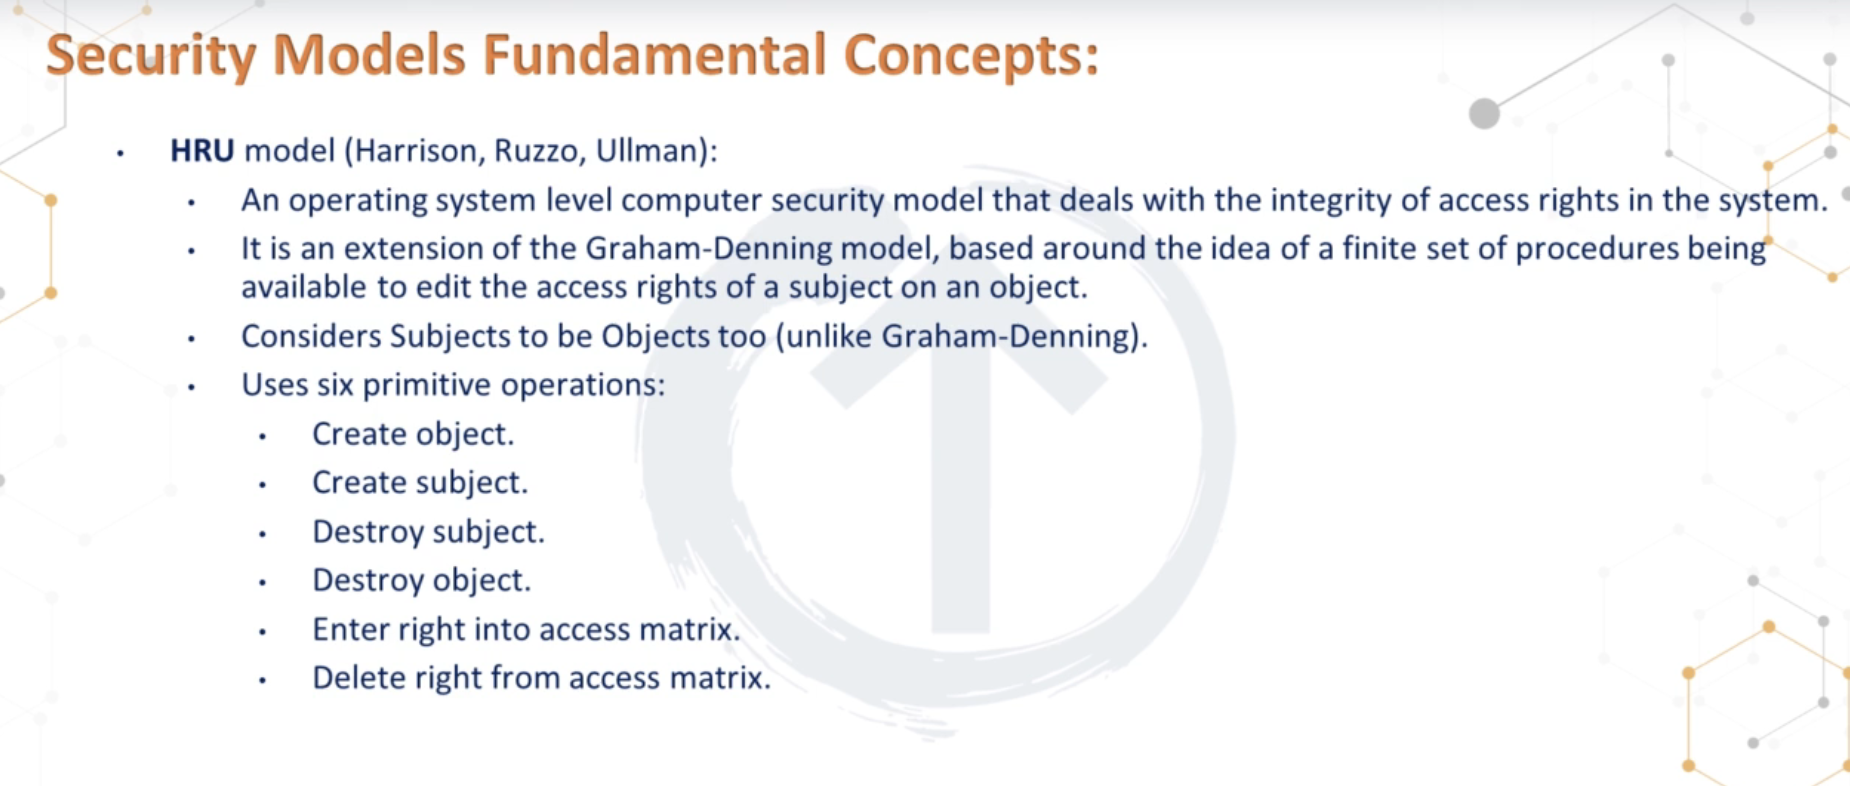 Security Models Fundamental Concepts:
• HRU model (Harrison, Ruzzo, Ullman):
• An operating system level computer security model that deals with the integrity of access rights in the system.
• It is an extension of the Graham-Denning model, based around the idea of a finite set of procedures being
available to edit the access rights of a subject on an object.
• Considers Subjects to be Objects too (unlike Graham-Denning).
• Uses six primitive operations:
• Create object.
• Create subject.
• Destroy subject.
• Destroy object.
• Enter right into access matrix.
• Delete right from access matrix.